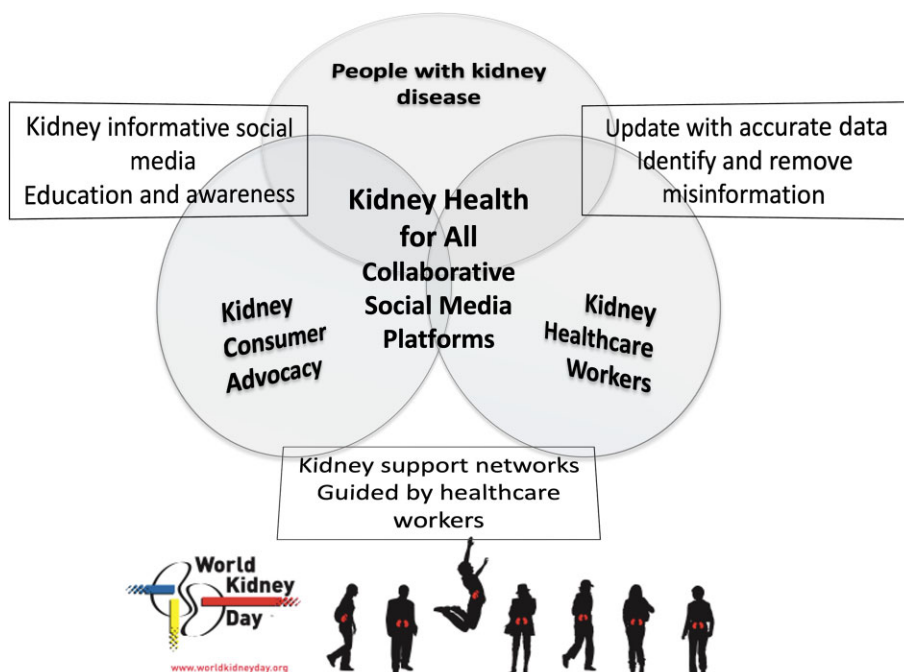 People with kidney
disease
Kidney informative social
media
Education and awareness
Update with accurate data
Identify and remove
misinformation
Kidney Health
for All
Collaborative
Social Media
Platforms
Kidney
Consumer
Advocacy
Kidney
Healthcare
Workers
Kidney support networks
Guided by healthcare
workers
World
Kidney
Day
www.worldkidneyday.org